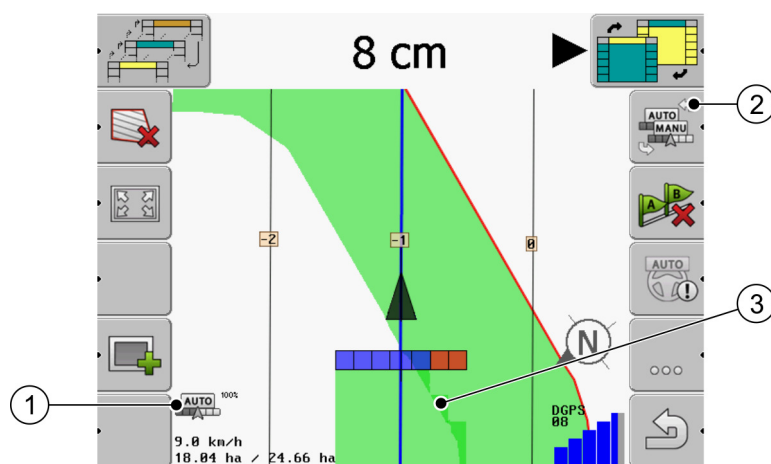 8 cm
2
AUTO
MANU
A B
-2
-1
0
AUTO
!
3
N
1
AUTO 100%
DGPS
08
9.0 km/h
18.04 ha / 24.66 ha